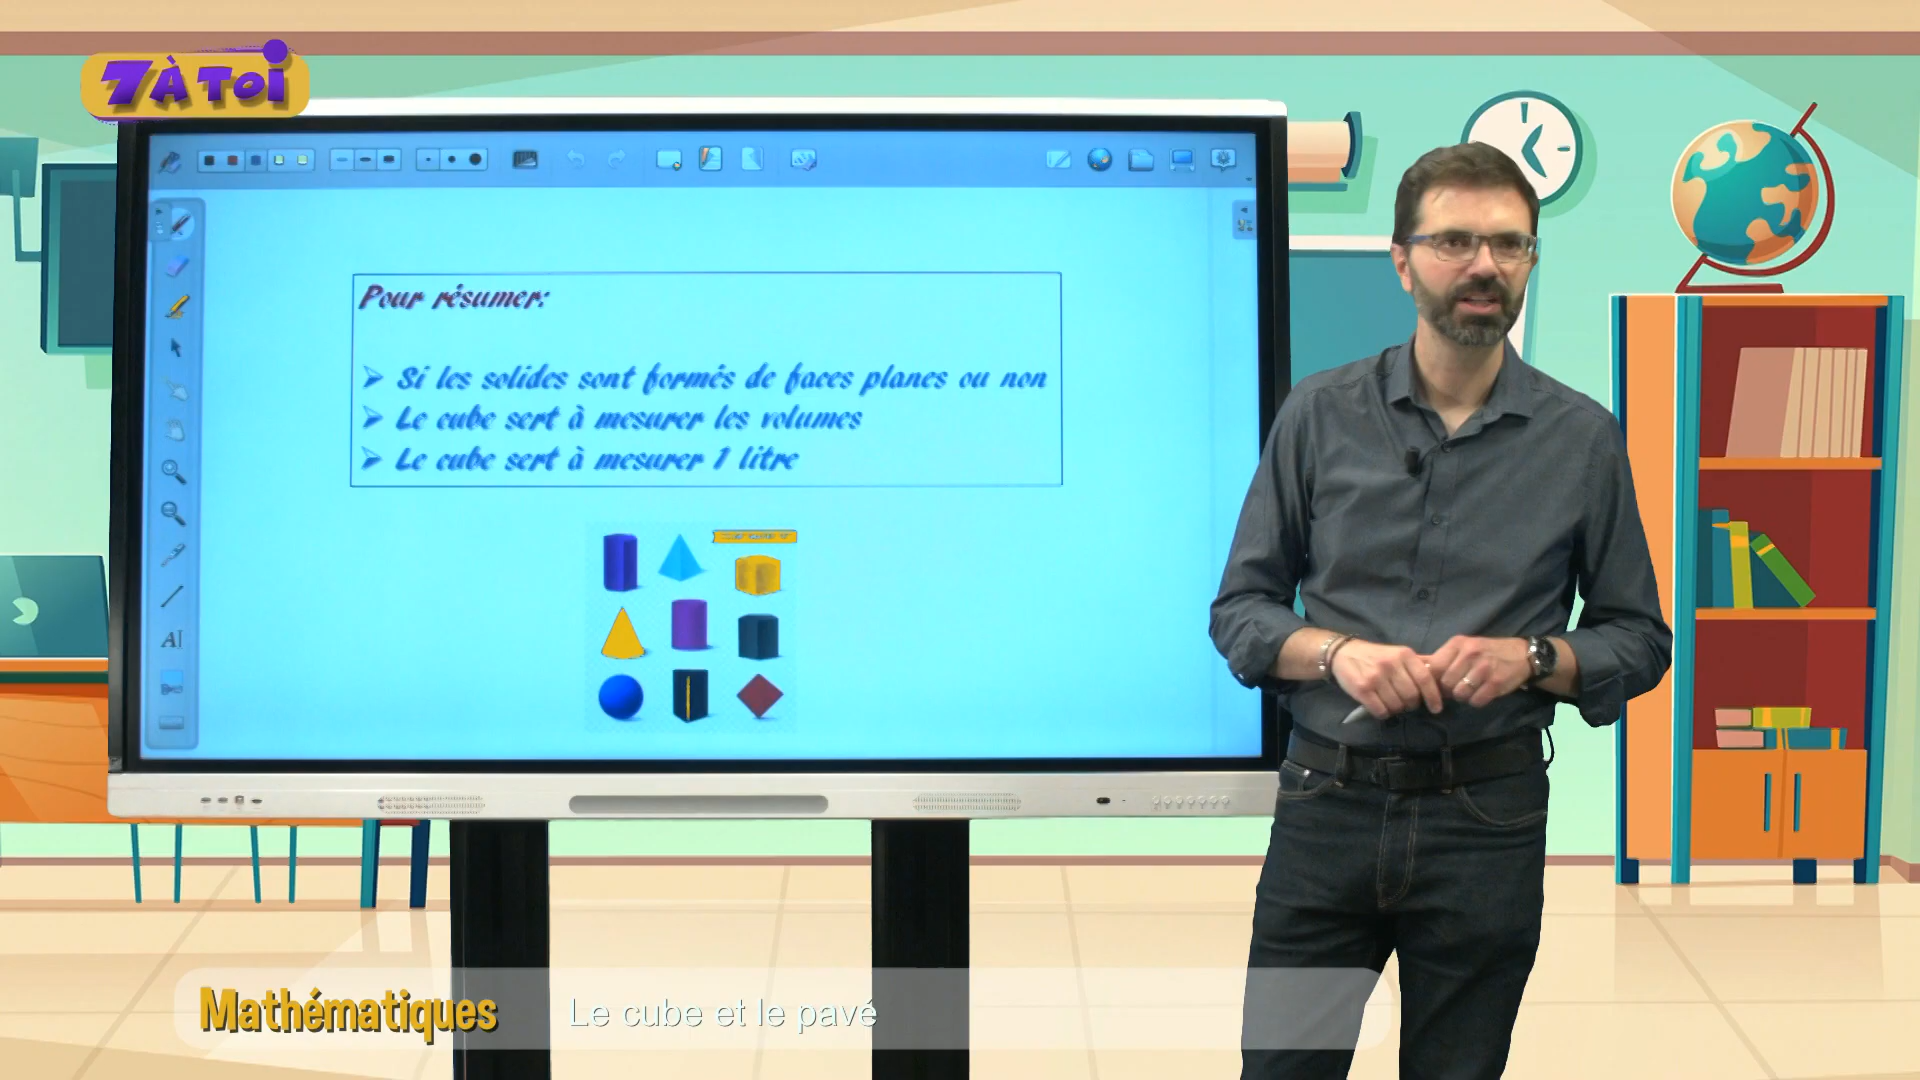 7 À Toi
Pour résumer:
➢ Si les solides sont formés de faces planes ou non
➢ Le cube sert à mesurer les volumes
➢ Le cube sert à mesurer 1 litre
AI
Mathématiques
Le cube et le pavé